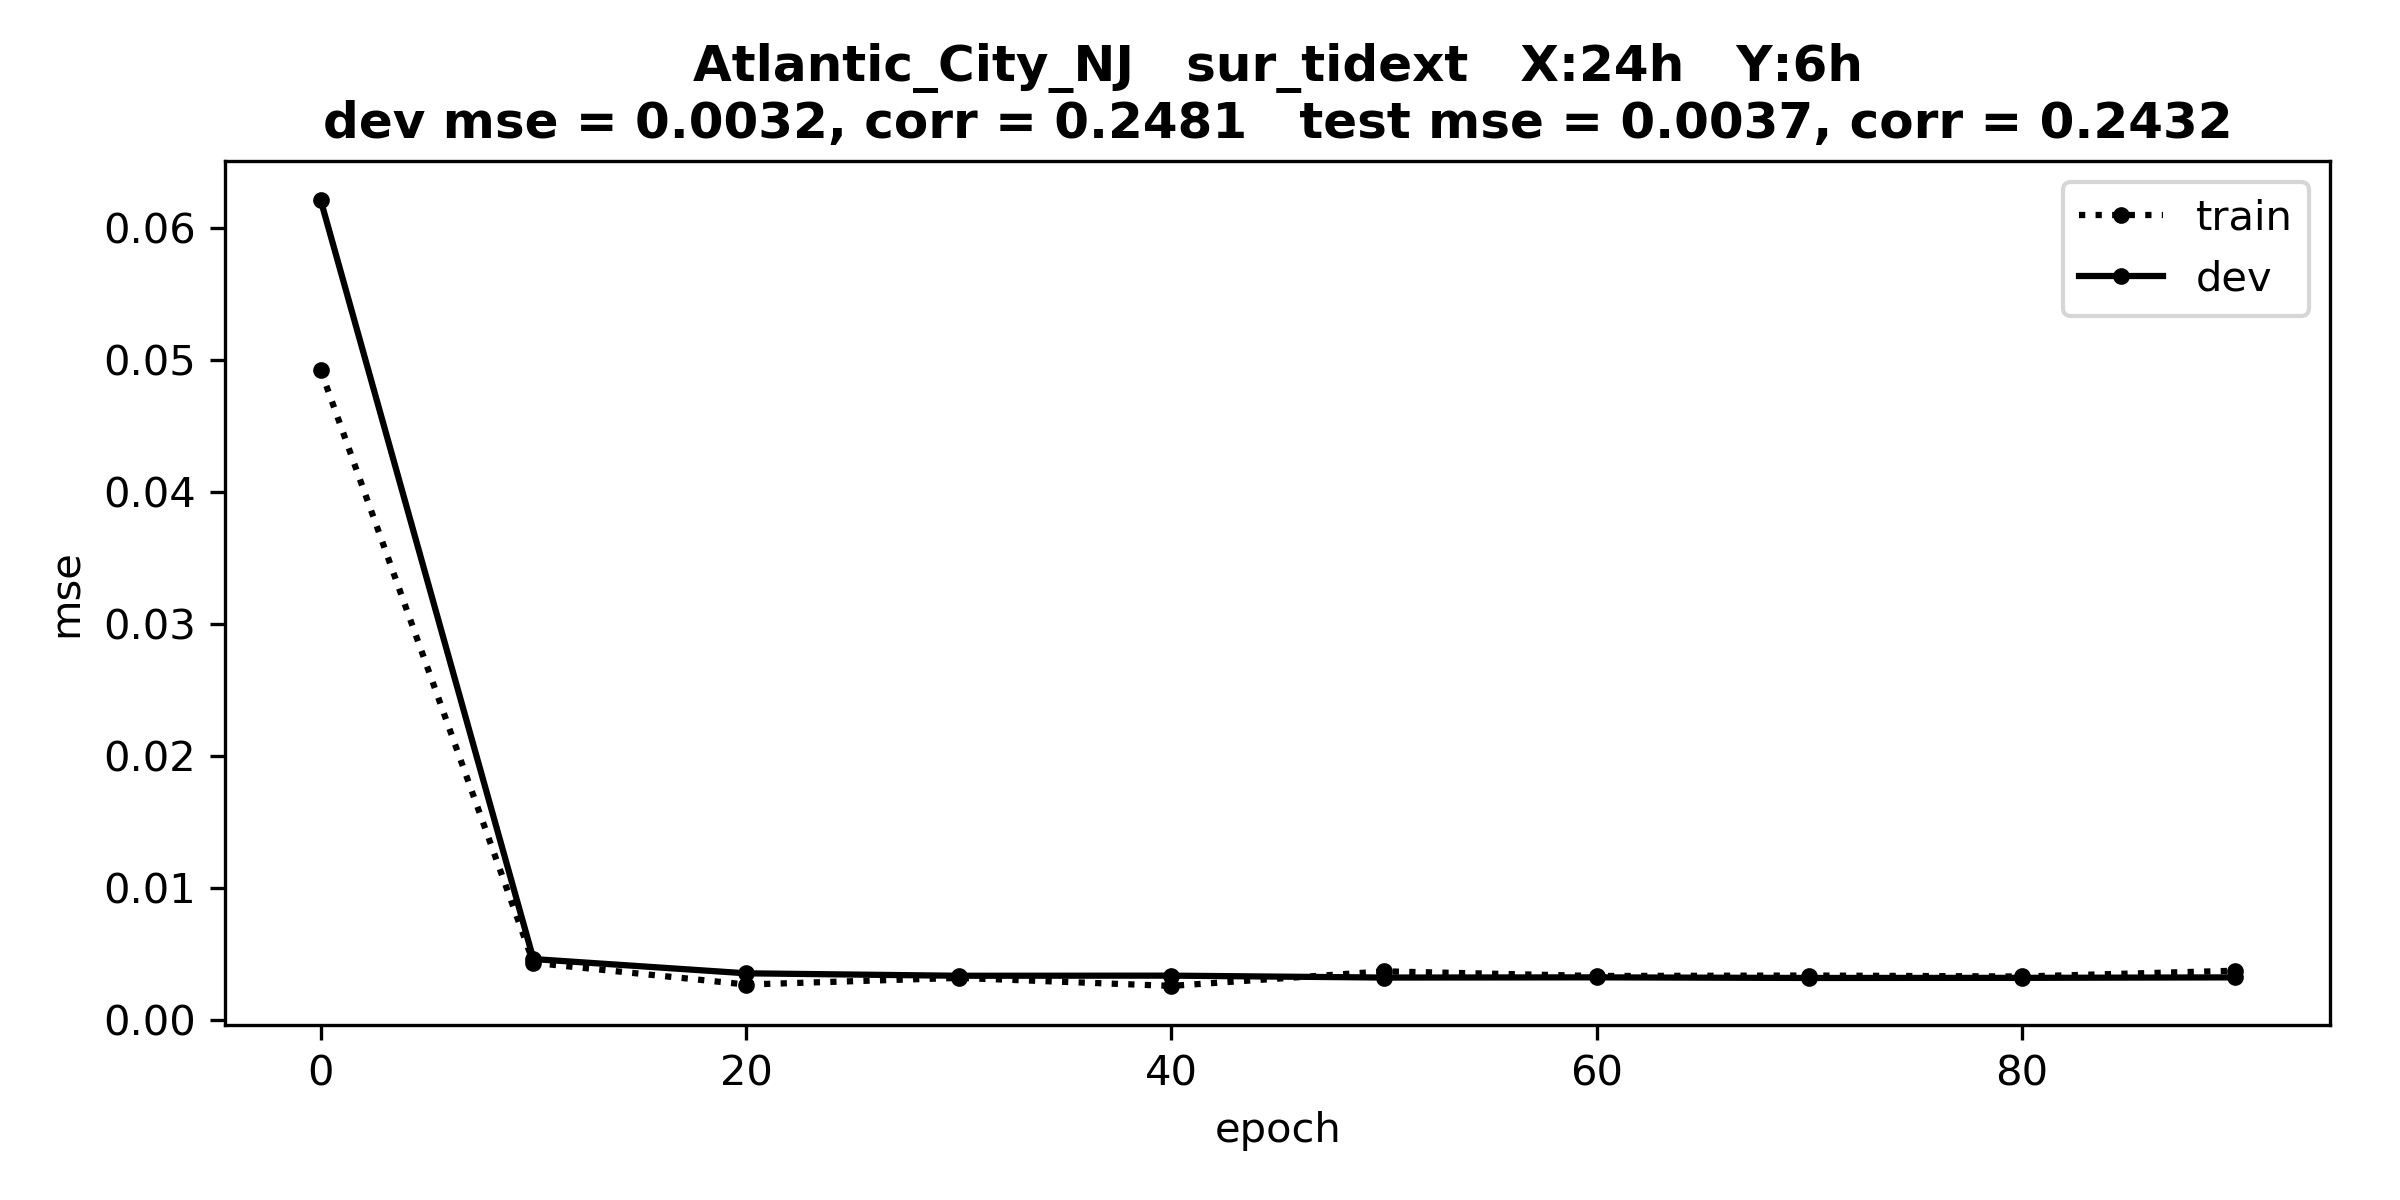 Atlantic_City_NJ   sur_tidext   X:24h   Y:6h
dev mse = 0.0032, corr = 0.2481   test mse = 0.0037, corr = 0.2432
train
dev
0.06
0.05
0.04
0.03
0.02
0.01
0.00
mse
0 20 40 60 80
epoch